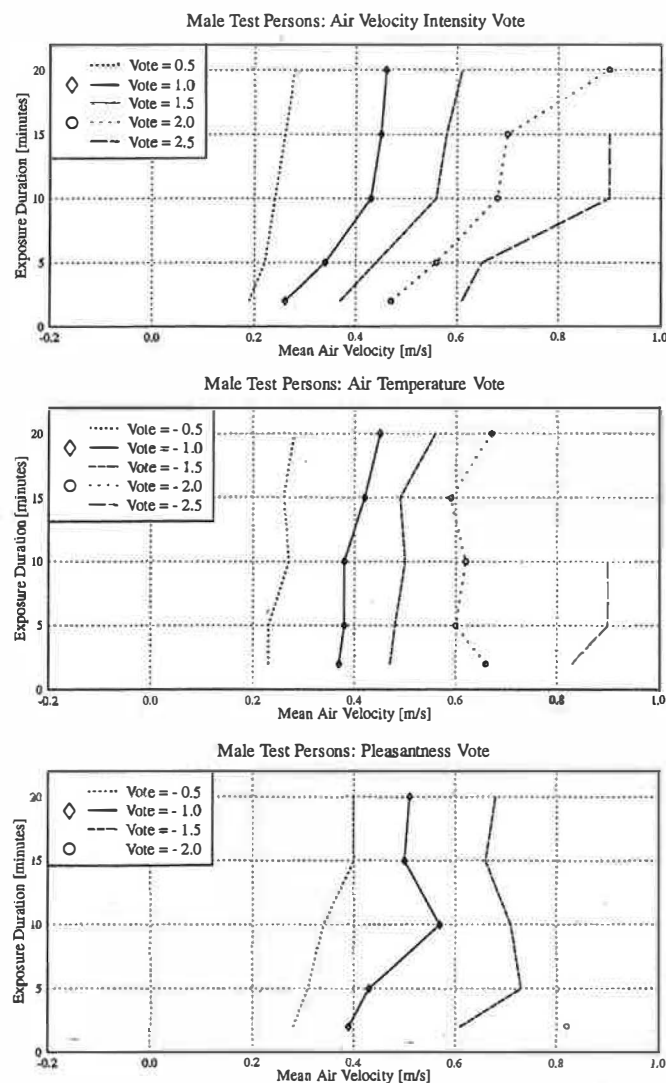 Male Test Persons: Air Velocity Intensity Vote
Exposure Duration [minutes]
20
15
10
5
0
Vote = 0.5
Vote = 1.0
Vote = 1.5
Vote = 2.0
Vote = 2.5
-0.2 0.0 0.2 0.4 0.6 0.8 1.0
Mean Air Velocity [m/s]
Male Test Persons: Air Temperature Vote
Exposure Duration [minutes]
20
15
10
5
0
Vote = - 0.5
Vote = - 1.0
Vote = - 1.5
Vote = - 2.0
Vote = - 2.5
-0.2 0.0 0.2 0.4 0.6 0.8 1.0
Mean Air Velocity [m/s]
Male Test Persons: Pleasantness Vote
Exposure Duration [minutes]
20
15
10
5
0
Vote = - 0.5
Vote = - 1.0
Vote = - 1.5
Vote = - 2.0
-0.2 0.0 0.2 0.4 0.6 0.8 1.0
Mean Air Velocity [m/s]